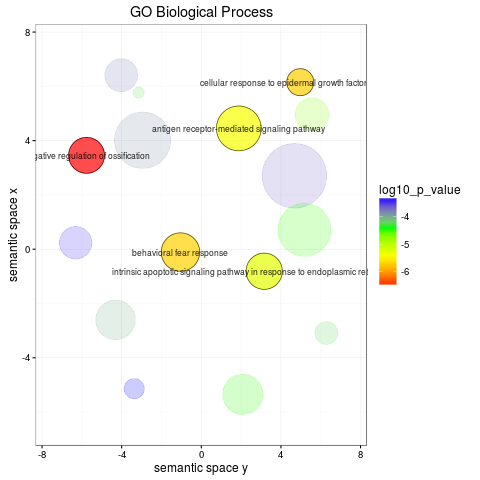 GO Biological Process
8
cellular response to epidermal growth factor
antigen receptor-mediated signaling pathway
4
gative regulation of ossification
log10_p_value
-4
-5
-6
semantic space x
0
behavioral fear response
intrinsic apoptotic signaling pathway in response to endoplasmic ret
-4
-8
-4
0
4
8
semantic space y